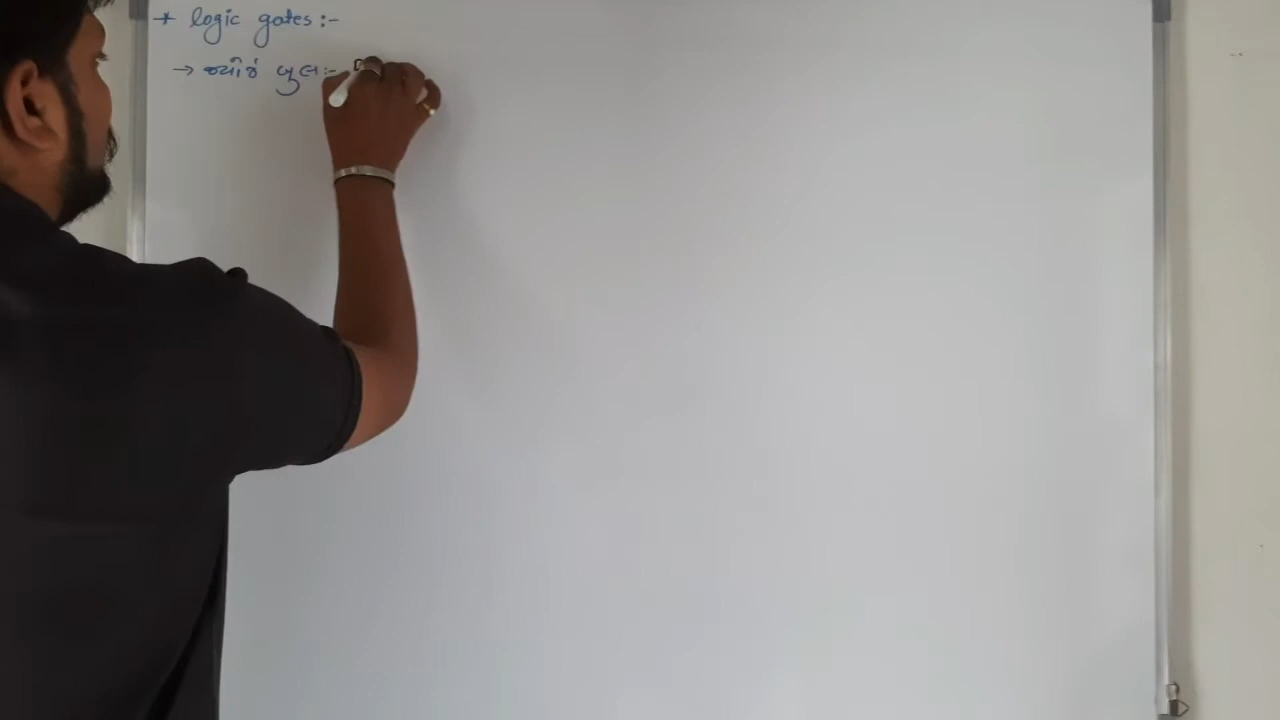 * logic gates :-
→ જ્યોર્જ બુલ :-